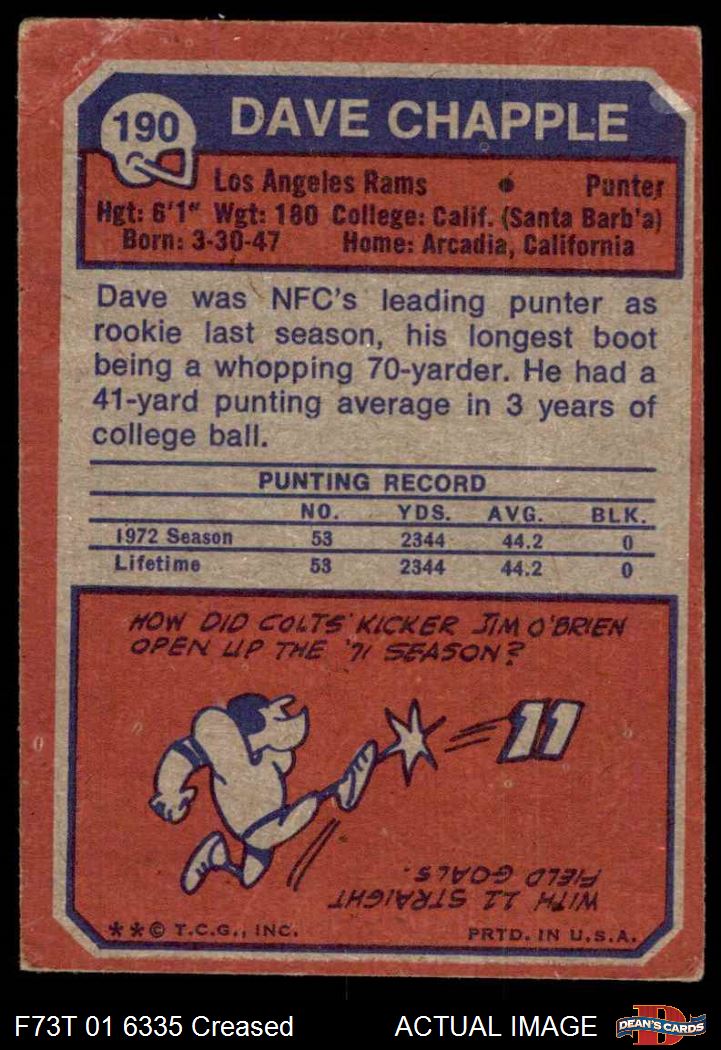 190
DAVE CHAPPLE
Los Angeles Rams • Punter
Hgt: 6'1" Wgt: 180 College: Calif. (Santa Barb'a)
Born: 3-30-47 Home: Arcadia, California
Dave was NFC's leading punter as
rookie last season, his longest boot
being a whopping 70-yarder. He had a
41-yard punting average in 3 years of
college ball.
PUNTING RECORD
NO. YDS. AVG. BLK.
1972 Season 53 2344 44.2 0
Lifetime 53 2344 44.2 0
HOW DID COLTS' KICKER JIM O'BRIEN
OPEN UP THE '71 SEASON?
11
WITH 11 STRAIGHT
FIELD GOALS.
**© T.C.G., INC. PRTD. IN U.S.A.
F73T 01 6335 Creased ACTUAL IMAGE
D
DEAN'S CARDS